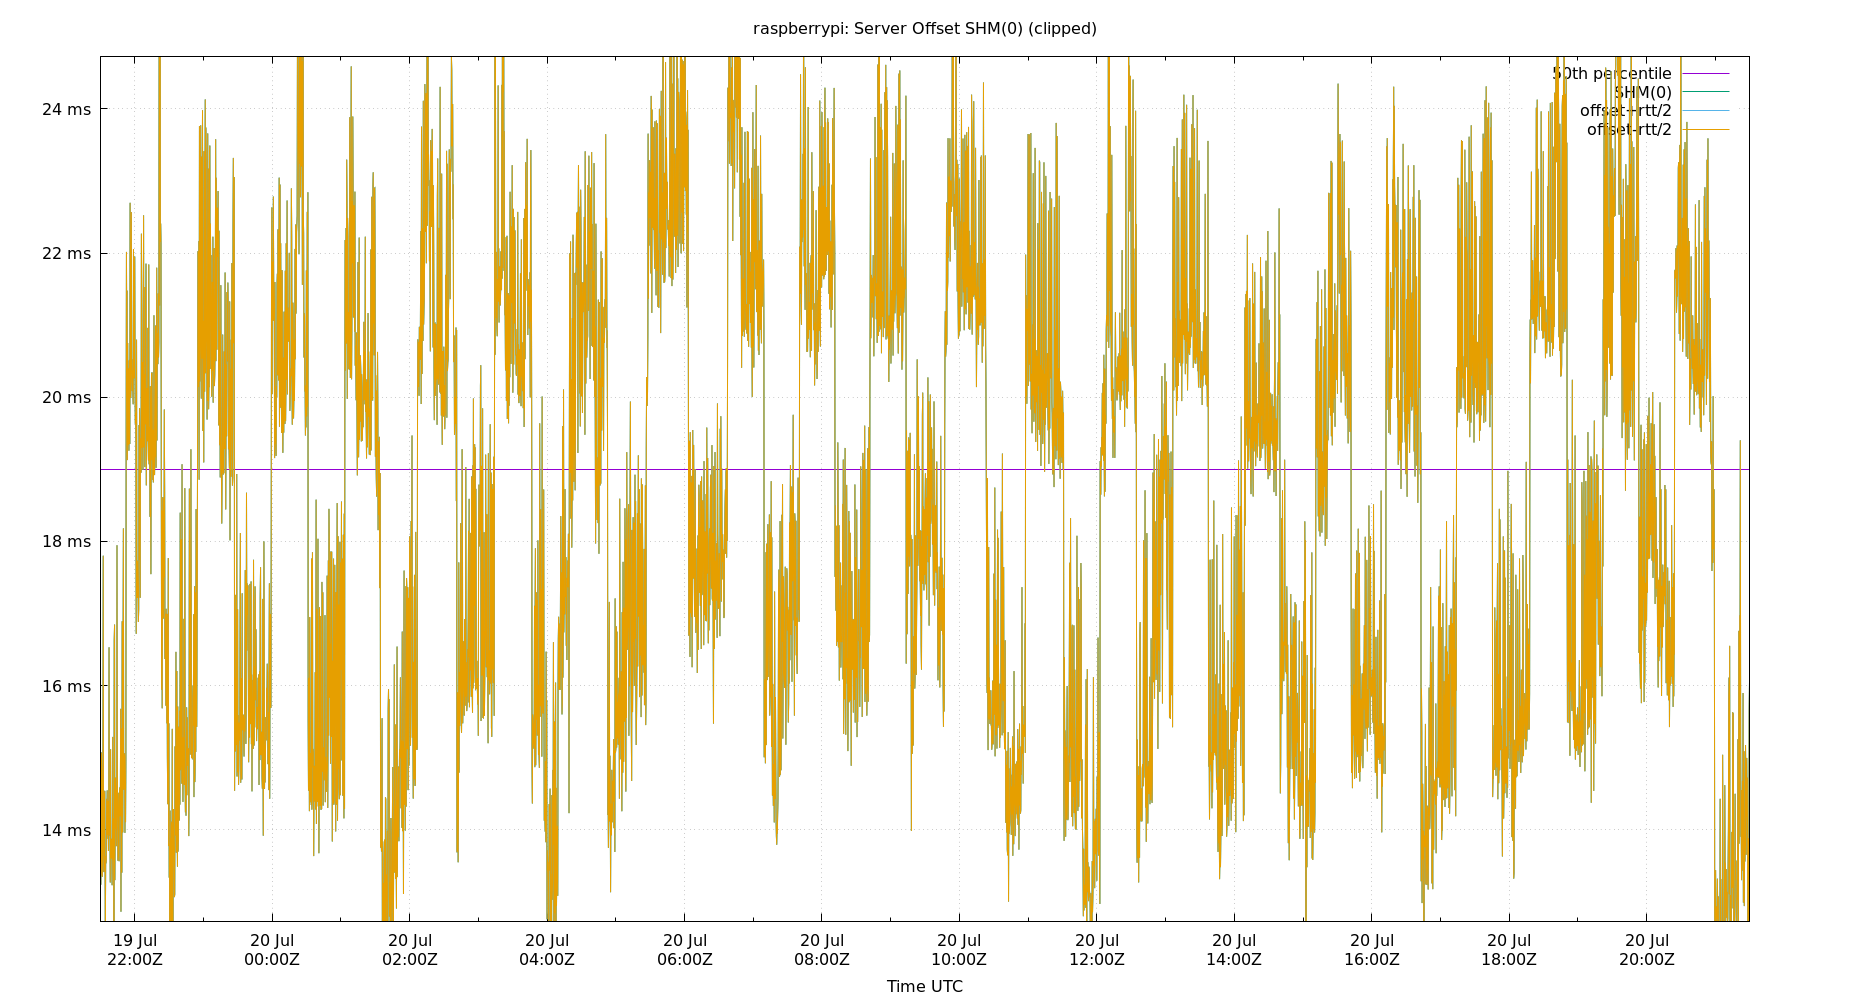 raspberrypi: Server Offset SHM(0) (clipped)
50th percentile
SHM(0)
offset+rtt/2
offset-rtt/2
24 ms
22 ms
20 ms
18 ms
16 ms
14 ms
19 Jul 20 Jul 20 Jul 20 Jul 20 Jul 20 Jul 20 Jul 20 Jul 20 Jul 20 Jul 20 Jul 20 Jul
22:00Z 00:00Z 02:00Z 04:00Z 06:00Z 08:00Z 10:00Z 12:00Z 14:00Z 16:00Z 18:00Z 20:00Z
Time UTC